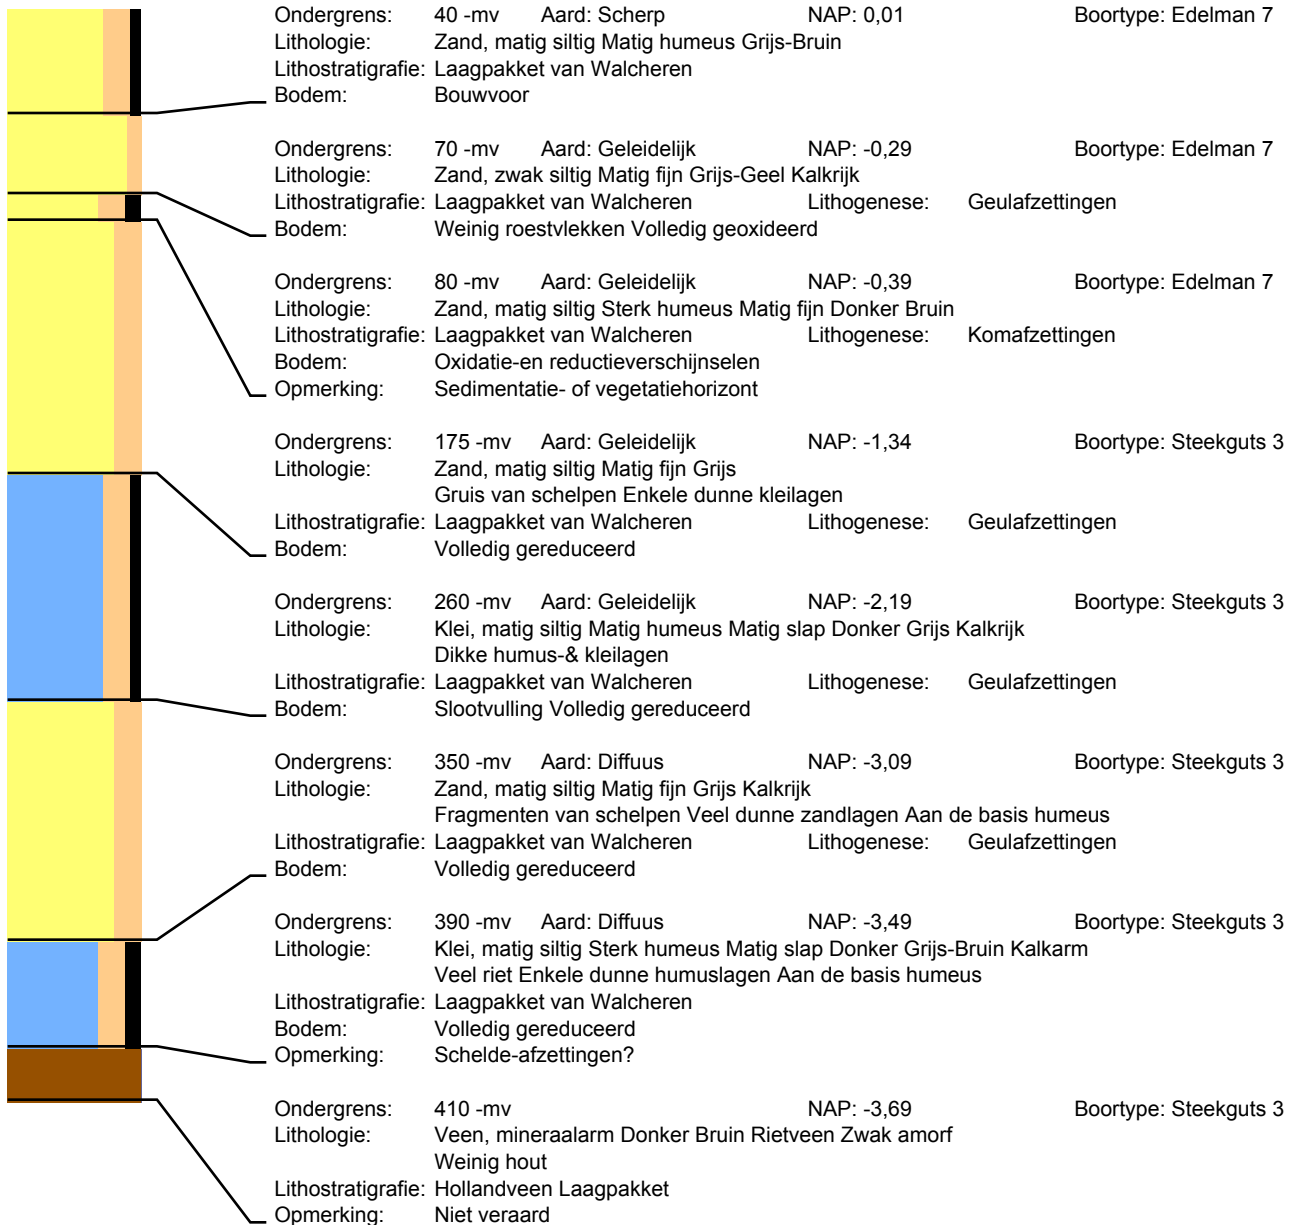 Ondergrens: 40 -mv Aard: Scherp NAP: 0,01 Boortype: Edelman 7
Lithologie: Zand, matig siltig Matig humeus Grijs-Bruin
Lithostratigrafie: Laagpakket van Walcheren
Bodem: Bouwvoor
Ondergrens: 70 -mv Aard: Geleidelijk NAP: -0,29 Boortype: Edelman 7
Lithologie: Zand, zwak siltig Matig fijn Grijs-Geel Kalkrijk
Lithostratigrafie: Laagpakket van Walcheren Lithogenese: Geulafzettingen
Bodem: Weinig roestvlekken Volledig geoxideerd
Ondergrens: 80 -mv Aard: Geleidelijk NAP: -0,39 Boortype: Edelman 7
Lithologie: Zand, matig siltig Sterk humeus Matig fijn Donker Bruin
Lithostratigrafie: Laagpakket van Walcheren Lithogenese: Komafzettingen
Bodem: Oxidatie-en reductieverschijnselen
Opmerking: Sedimentatie- of vegetatiehorizont
Ondergrens: 175 -mv Aard: Geleidelijk NAP: -1,34 Boortype: Steekguts 3
Lithologie: Zand, matig siltig Matig fijn Grijs
Gruis van schelpen Enkele dunne kleilagen
Lithostratigrafie: Laagpakket van Walcheren Lithogenese: Geulafzettingen
Bodem: Volledig gereduceerd
Ondergrens: 260 -mv Aard: Geleidelijk NAP: -2,19 Boortype: Steekguts 3
Lithologie: Klei, matig siltig Matig humeus Matig slap Donker Grijs Kalkrijk
Dikke humus-& kleilagen
Lithostratigrafie: Laagpakket van Walcheren Lithogenese: Geulafzettingen
Bodem: Slootvulling Volledig gereduceerd
Ondergrens: 350 -mv Aard: Diffuus NAP: -3,09 Boortype: Steekguts 3
Lithologie: Zand, matig siltig Matig fijn Grijs Kalkrijk
Fragmenten van schelpen Veel dunne zandlagen Aan de basis humeus
Lithostratigrafie: Laagpakket van Walcheren Lithogenese: Geulafzettingen
Bodem: Volledig gereduceerd
Ondergrens: 390 -mv Aard: Diffuus NAP: -3,49 Boortype: Steekguts 3
Lithologie: Klei, matig siltig Sterk humeus Matig slap Donker Grijs-Bruin Kalkarm
Veel riet Enkele dunne humuslagen Aan de basis humeus
Lithostratigrafie: Laagpakket van Walcheren
Bodem: Volledig gereduceerd
Opmerking: Schelde-afzettingen?
Ondergrens: 410 -mv NAP: -3,69 Boortype: Steekguts 3
Lithologie: Veen, mineraalarm Donker Bruin Rietveen Zwak amorf
Weinig hout
Lithostratigrafie: Hollandveen Laagpakket
Opmerking: Niet veraard